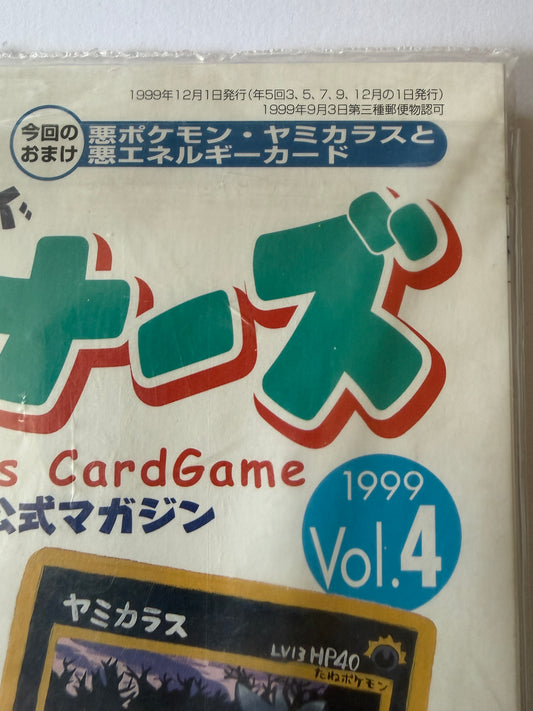 1999年12月1日発行(年5回3、5、7、9、12月の1日発行)
1999年9月3日第三種郵便物認可
今回の
おまけ
悪ポケモン・ヤミカラスと
悪エネルギーカード
ナーズ
s CardGame
公式マガジン
1999
Vol.4
ヤミカラス
LV13 HP40
たねポケモン